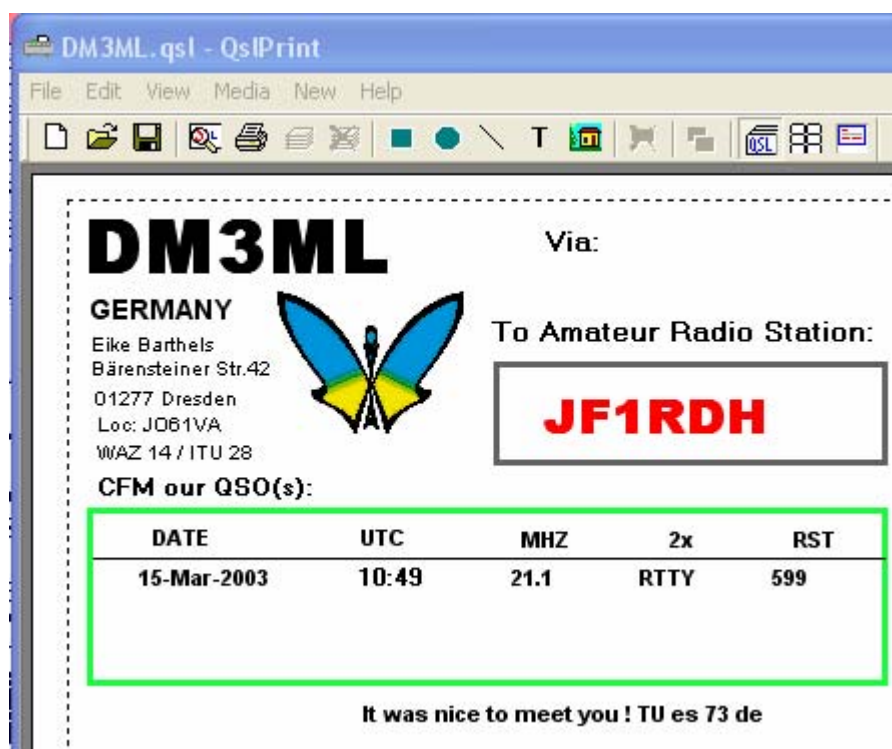 DM3ML.qsl - QslPrint
File Edit View Media New Help
T QSL
DM3ML
Via:
GERMANY
Eike Barthels
Bärensteiner Str.42
01277 Dresden
Loc: JO61VA
WAZ 14 / ITU 28
To Amateur Radio Station:
JF1RDH
CFM our QSO(s):
DATE UTC MHZ 2x RST
15-Mar-2003 10:49 21.1 RTTY 599
It was nice to meet you ! TU es 73 de